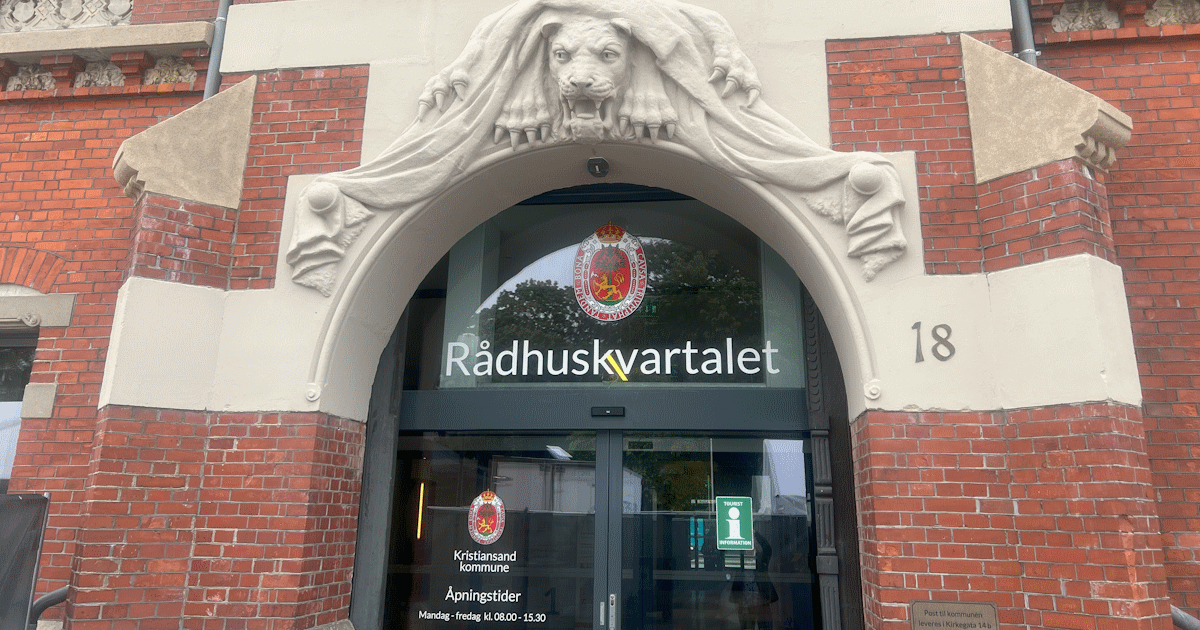 Rådhuskvartalet
18
TOURIST
INFORMATION
Kristiansand
kommune
Åpningstider
Mandag - fredag kl. 08.00 - 15.30
Post til kommunen
leveres i Kirkegata 14 b